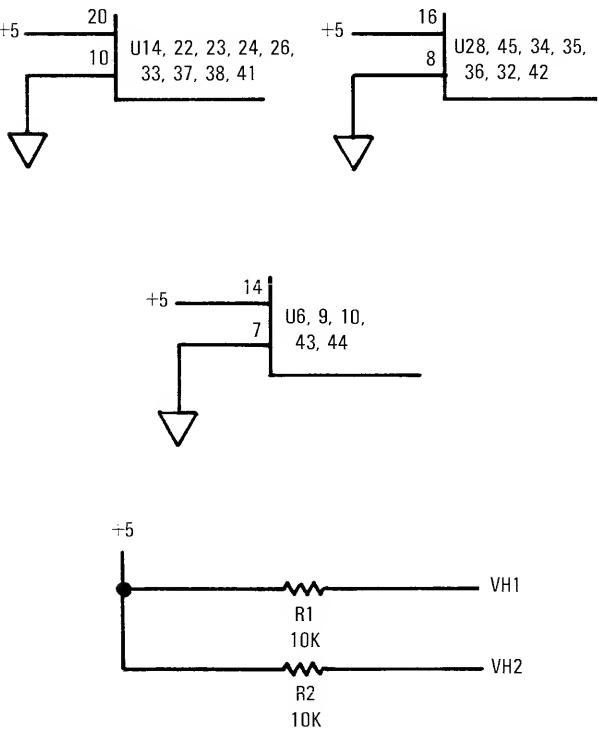 20
+5
10
U14, 22, 23, 24, 26,
33, 37, 38, 41
16
+5
8
U28, 45, 34, 35,
36, 32, 42
14
+5
7
U6, 9, 10,
43, 44
+5
VH1
R1
10K
VH2
R2
10K